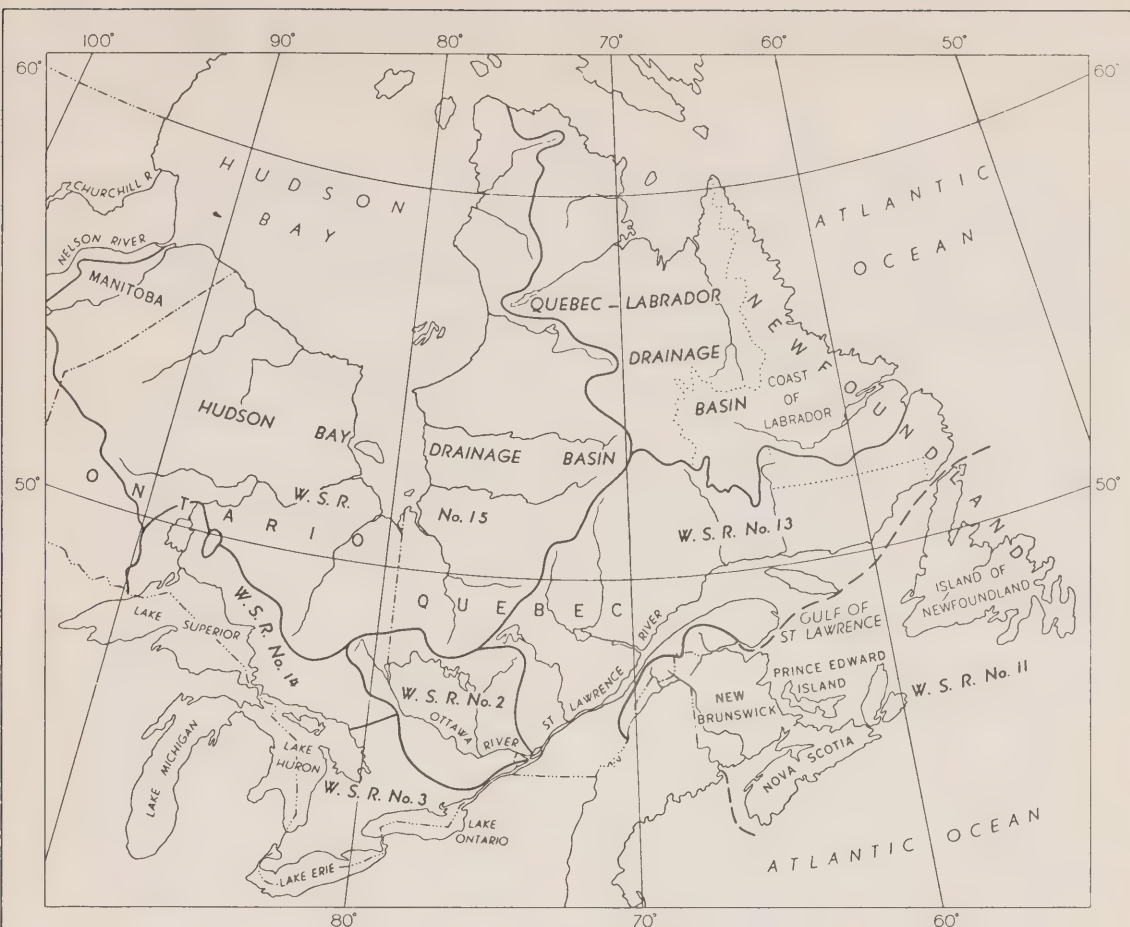 100° 90° 80° 70° 60° 50°
60° 60°
HUDSON
BAY
CHURCHILL R.
NELSON RIVER
MANITOBA
ATLANTIC
OCEAN
QUEBEC – LABRADOR
DRAINAGE
BASIN
NEWFOUNDLAND
COAST
OF
LABRADOR
HUDSON BAY
DRAINAGE BASIN
50° 50°
ONTARIO
W. S. R. No. 15
W. S. R. No. 13
QUEBEC
ISLAND OF
NEWFOUNDLAND
LAKE SUPERIOR
W. S. R. No. 14
GULF OF
ST LAWRENCE
ST LAWRENCE RIVER
W. S. R. No. 2
OTTAWA RIVER
PRINCE EDWARD
ISLAND
NEW
BRUNSWICK
W. S. R. No. 11
NOVA SCOTIA
LAKE MICHIGAN
LAKE
HURON
W. S. R. No. 3
LAKE
ONTARIO
LAKE ERIE
ATLANTIC OCEAN
80° 70° 60°